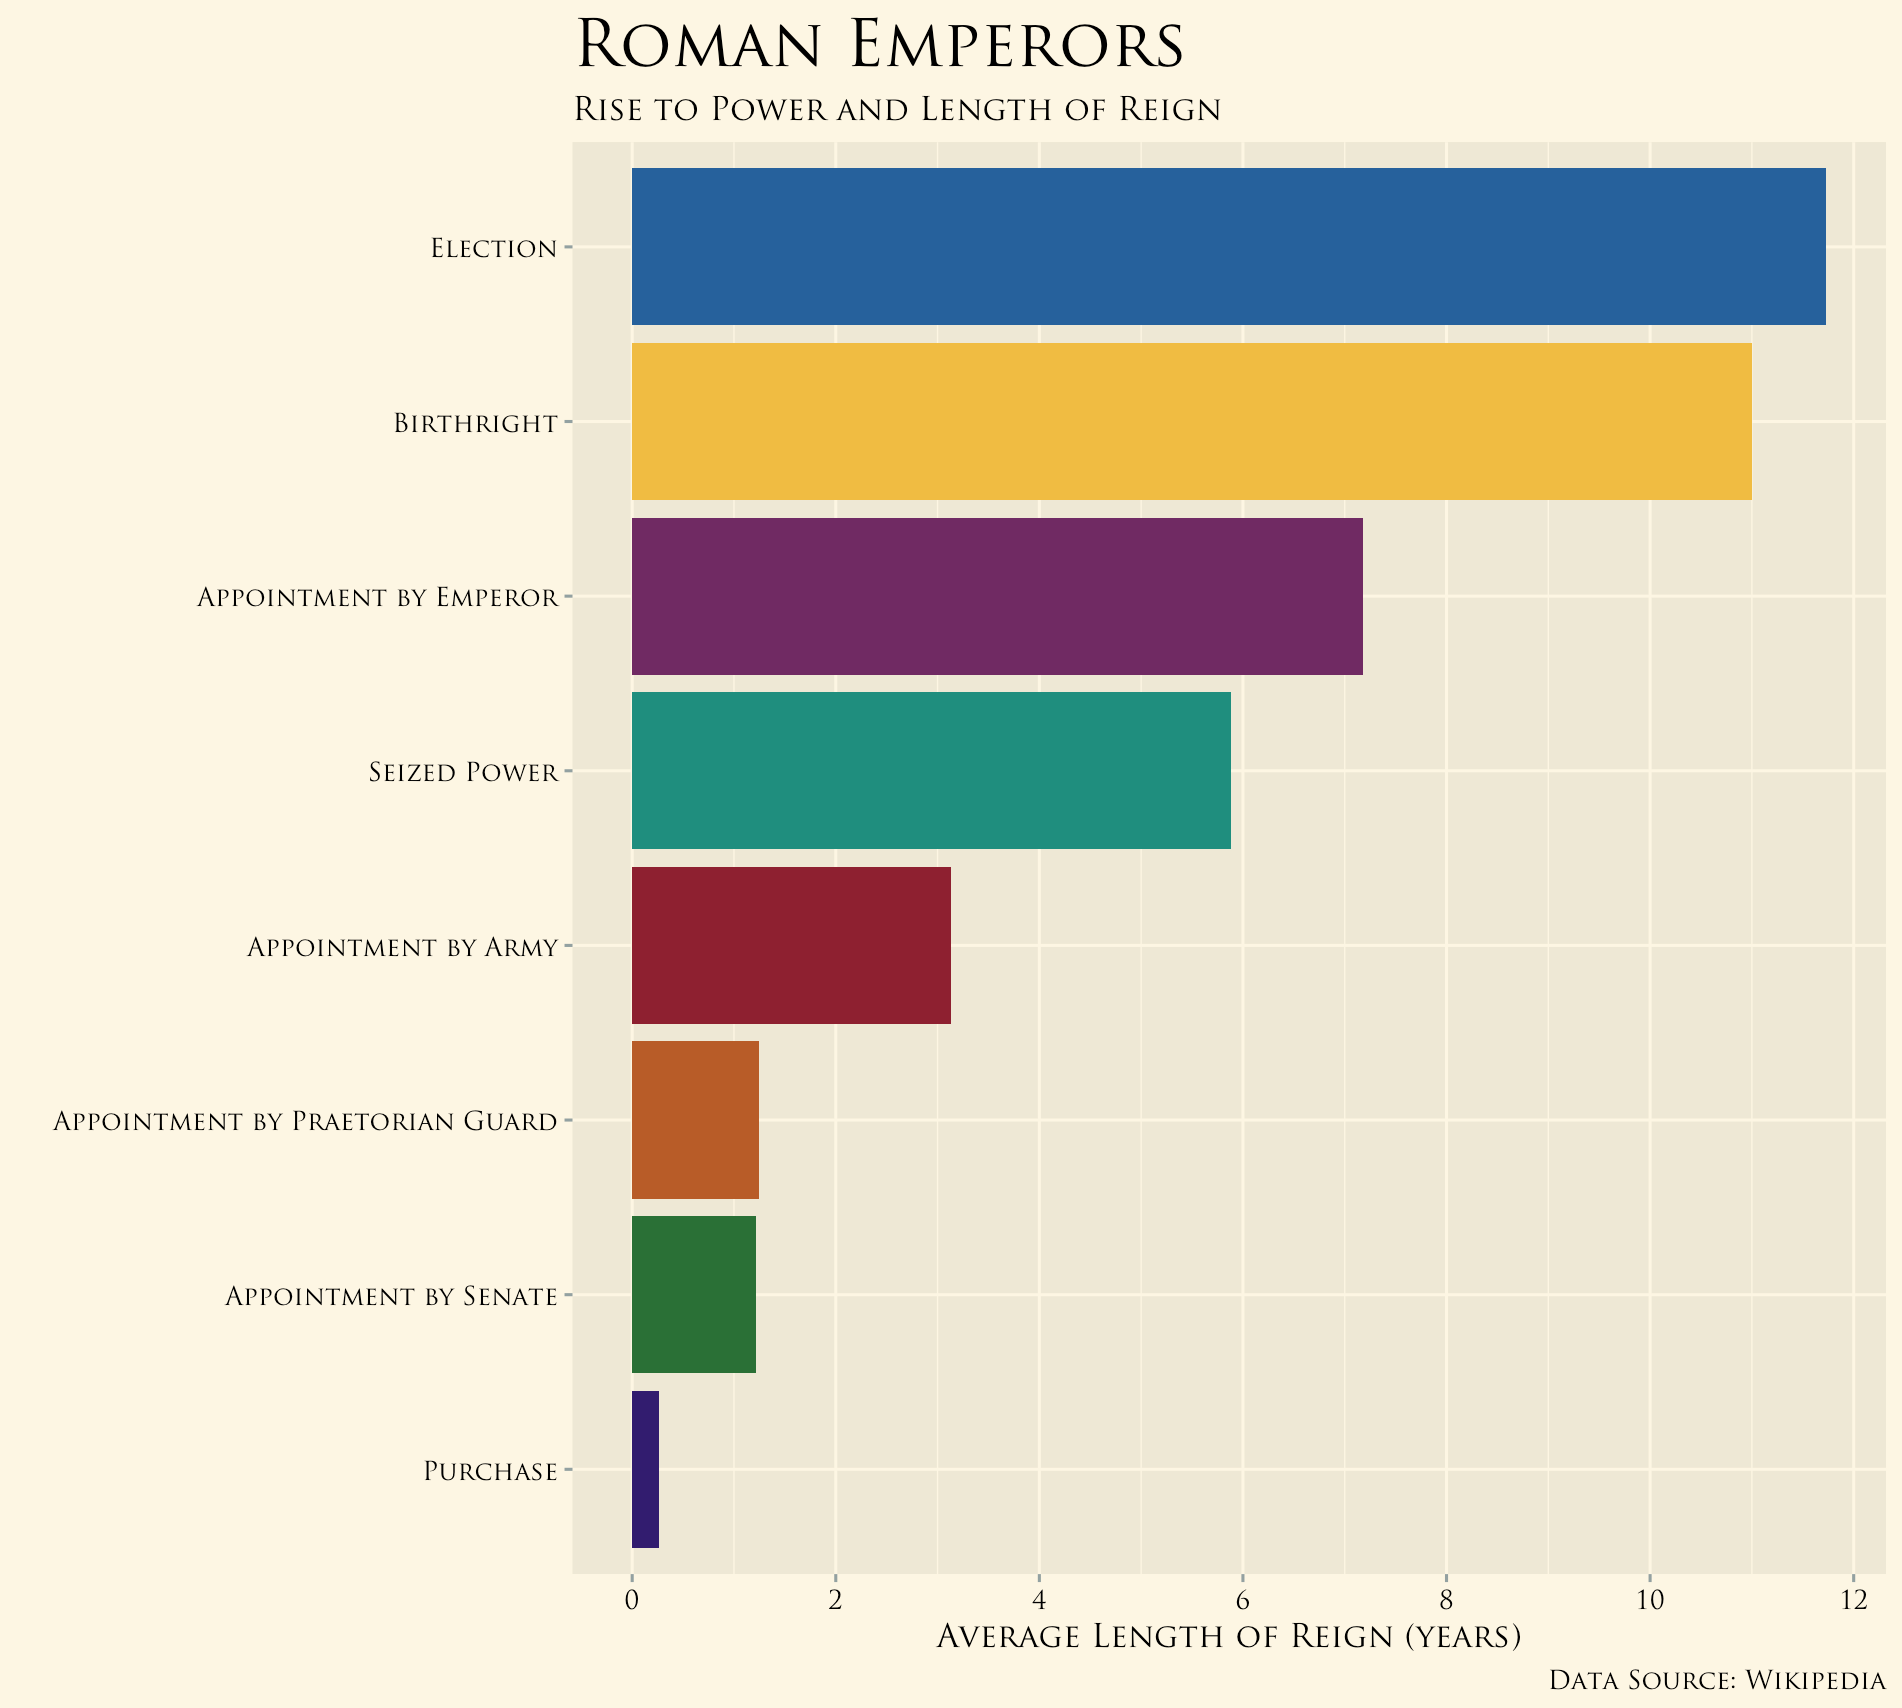 Roman Emperors
Rise to Power and Length of Reign
Election
Birthright
Appointment by Emperor
Seized Power
Appointment by Army
Appointment by Praetorian Guard
Appointment by Senate
Purchase
0 2 4 6 8 10 12
Average Length of Reign (years)
Data Source: Wikipedia